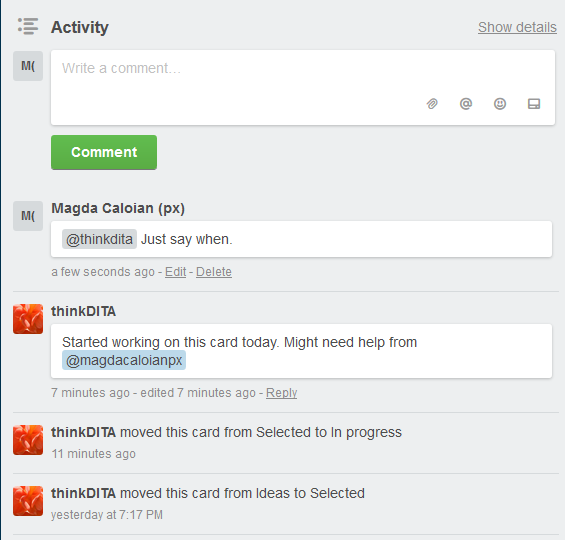 Activity
Show details
M(
Write a comment…
Comment
M(
Magda Caloian (px)
@thinkdita Just say when.
a few seconds ago - Edit - Delete
thinkDITA
Started working on this card today. Might need help from
@magdacaloianpx
7 minutes ago - edited 7 minutes ago - Reply
thinkDITA moved this card from Selected to In progress
11 minutes ago
thinkDITA moved this card from Ideas to Selected
yesterday at 7:17 PM